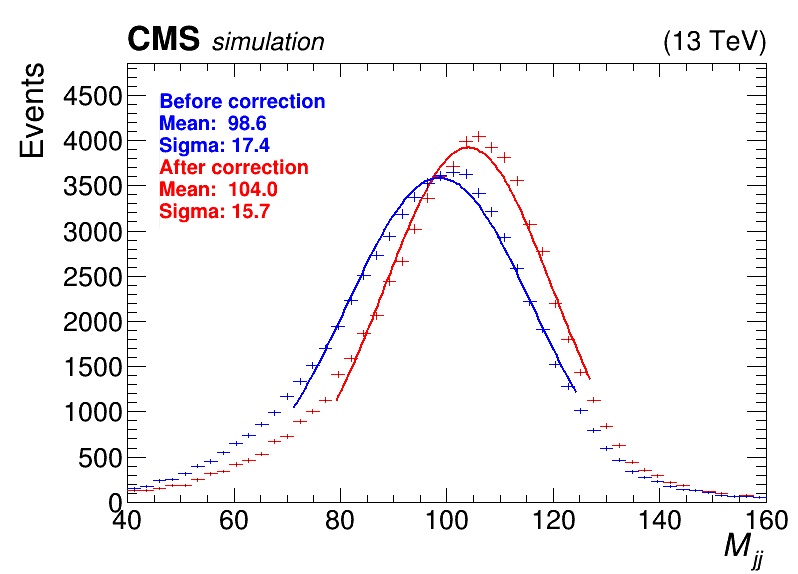 CMS simulation
(13 TeV)
Events
Before correction
Mean: 98.6
Sigma: 17.4
After correction
Mean: 104.0
Sigma: 15.7
4500
4000
3500
3000
2500
2000
1500
1000
500
0
40 60 80 100 120 140 160
M_jj